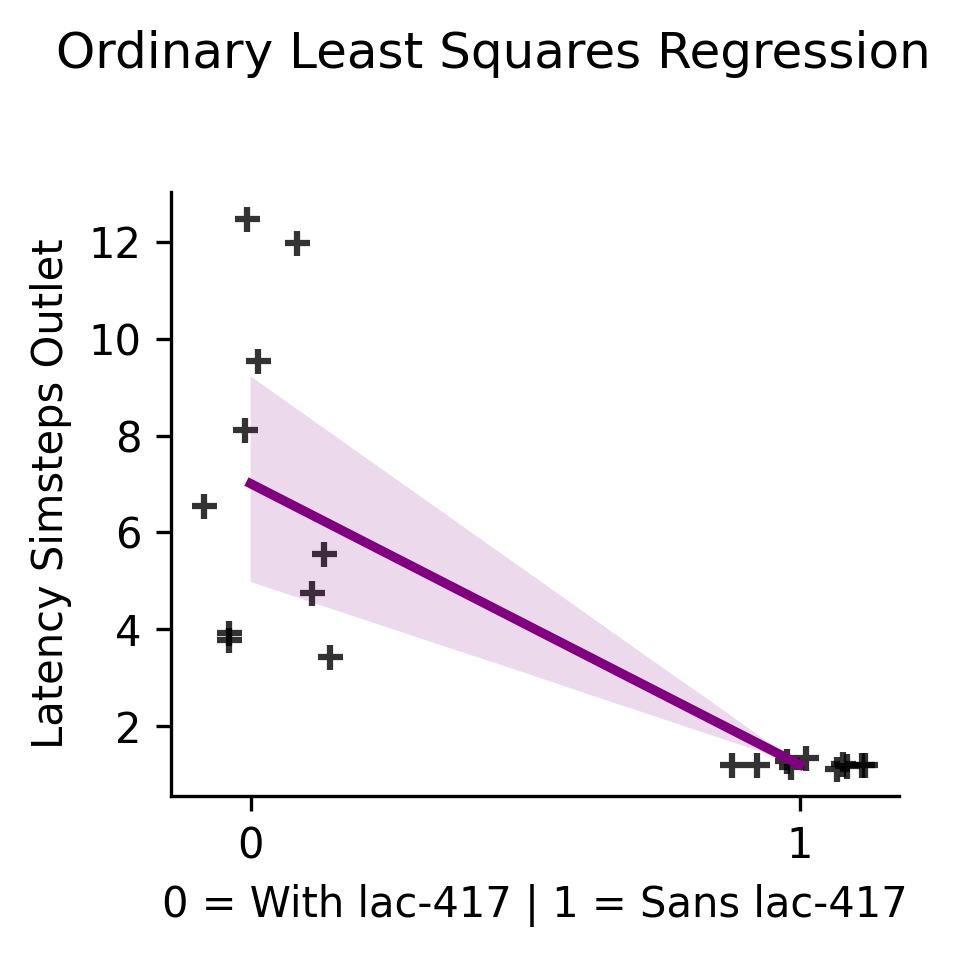 Ordinary Least Squares Regression
Latency Simsteps Outlet
12
10
8
6
4
2
0
1
0 = With lac-417 | 1 = Sans lac-417